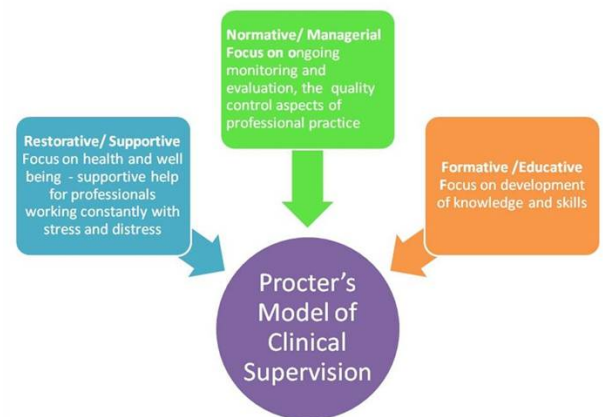 Normative/ Managerial
Focus on ongoing
monitoring and
evaluation, the quality
control aspects of
professional practice
Restorative/ Supportive
Focus on health and well
being - supportive help
for professionals
working constantly with
stress and distress
Formative /Educative
Focus on development
of knowledge and skills
Procter's
Model of
Clinical
Supervision